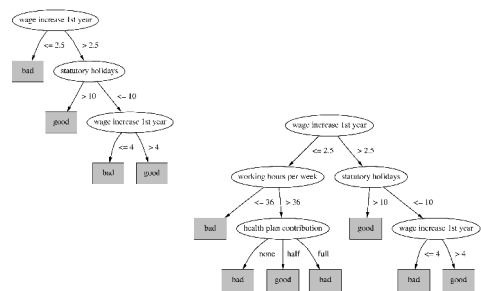 wage increase 1st year
<= 2.5 > 2.5
bad statutory holidays
> 10 <= 10
good wage increase 1st year
<= 4 > 4
bad good
wage increase 1st year
<= 2.5 > 2.5
working hours per week statutory holidays
<= 36 > 36 > 10 <= 10
bad health plan contribution good wage increase 1st year
none half full <= 4 > 4
bad good bad bad good